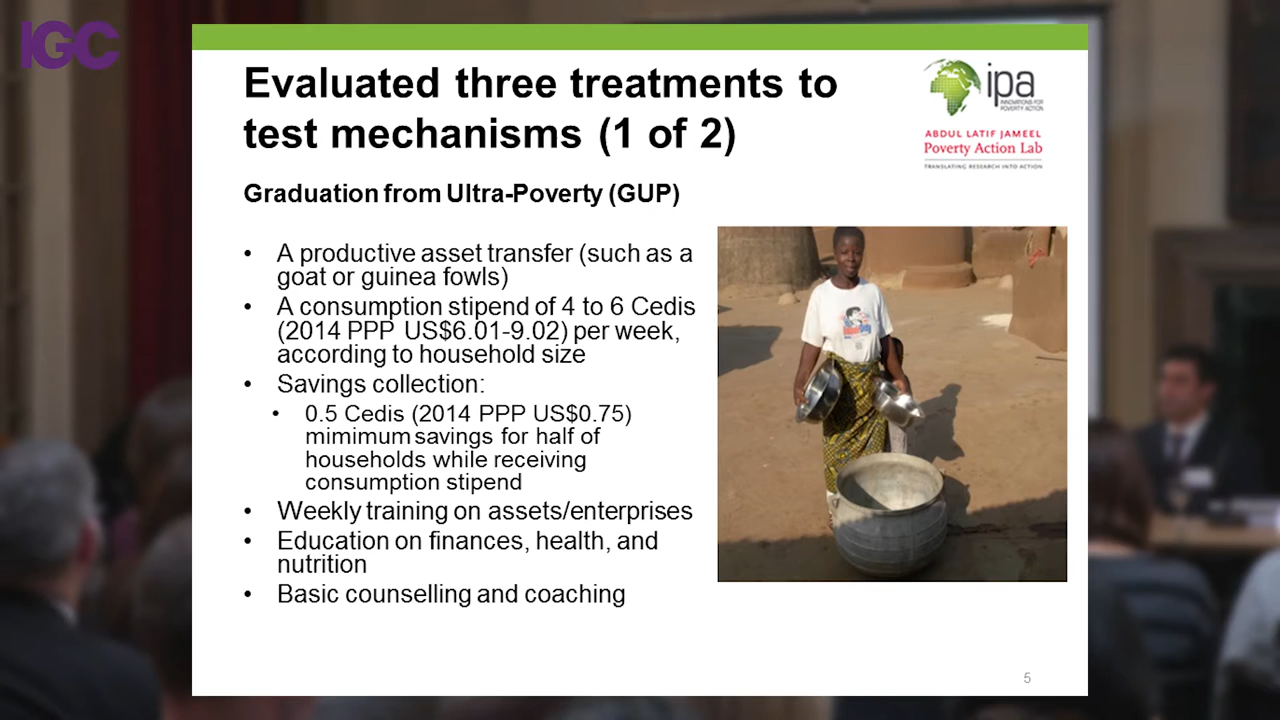 IGC
Evaluated three treatments to
test mechanisms (1 of 2)
ipa
INNOVATIONS FOR
POVERTY ACTION
ABDUL LATIF JAMEEL
Poverty Action Lab
TRANSLATING RESEARCH INTO ACTION
Graduation from Ultra-Poverty (GUP)
• A productive asset transfer (such as a
goat or guinea fowls)
• A consumption stipend of 4 to 6 Cedis
(2014 PPP US$6.01-9.02) per week,
according to household size
• Savings collection:
• 0.5 Cedis (2014 PPP US$0.75)
mimimum savings for half of
households while receiving
consumption stipend
• Weekly training on assets/enterprises
• Education on finances, health, and
nutrition
• Basic counselling and coaching
5